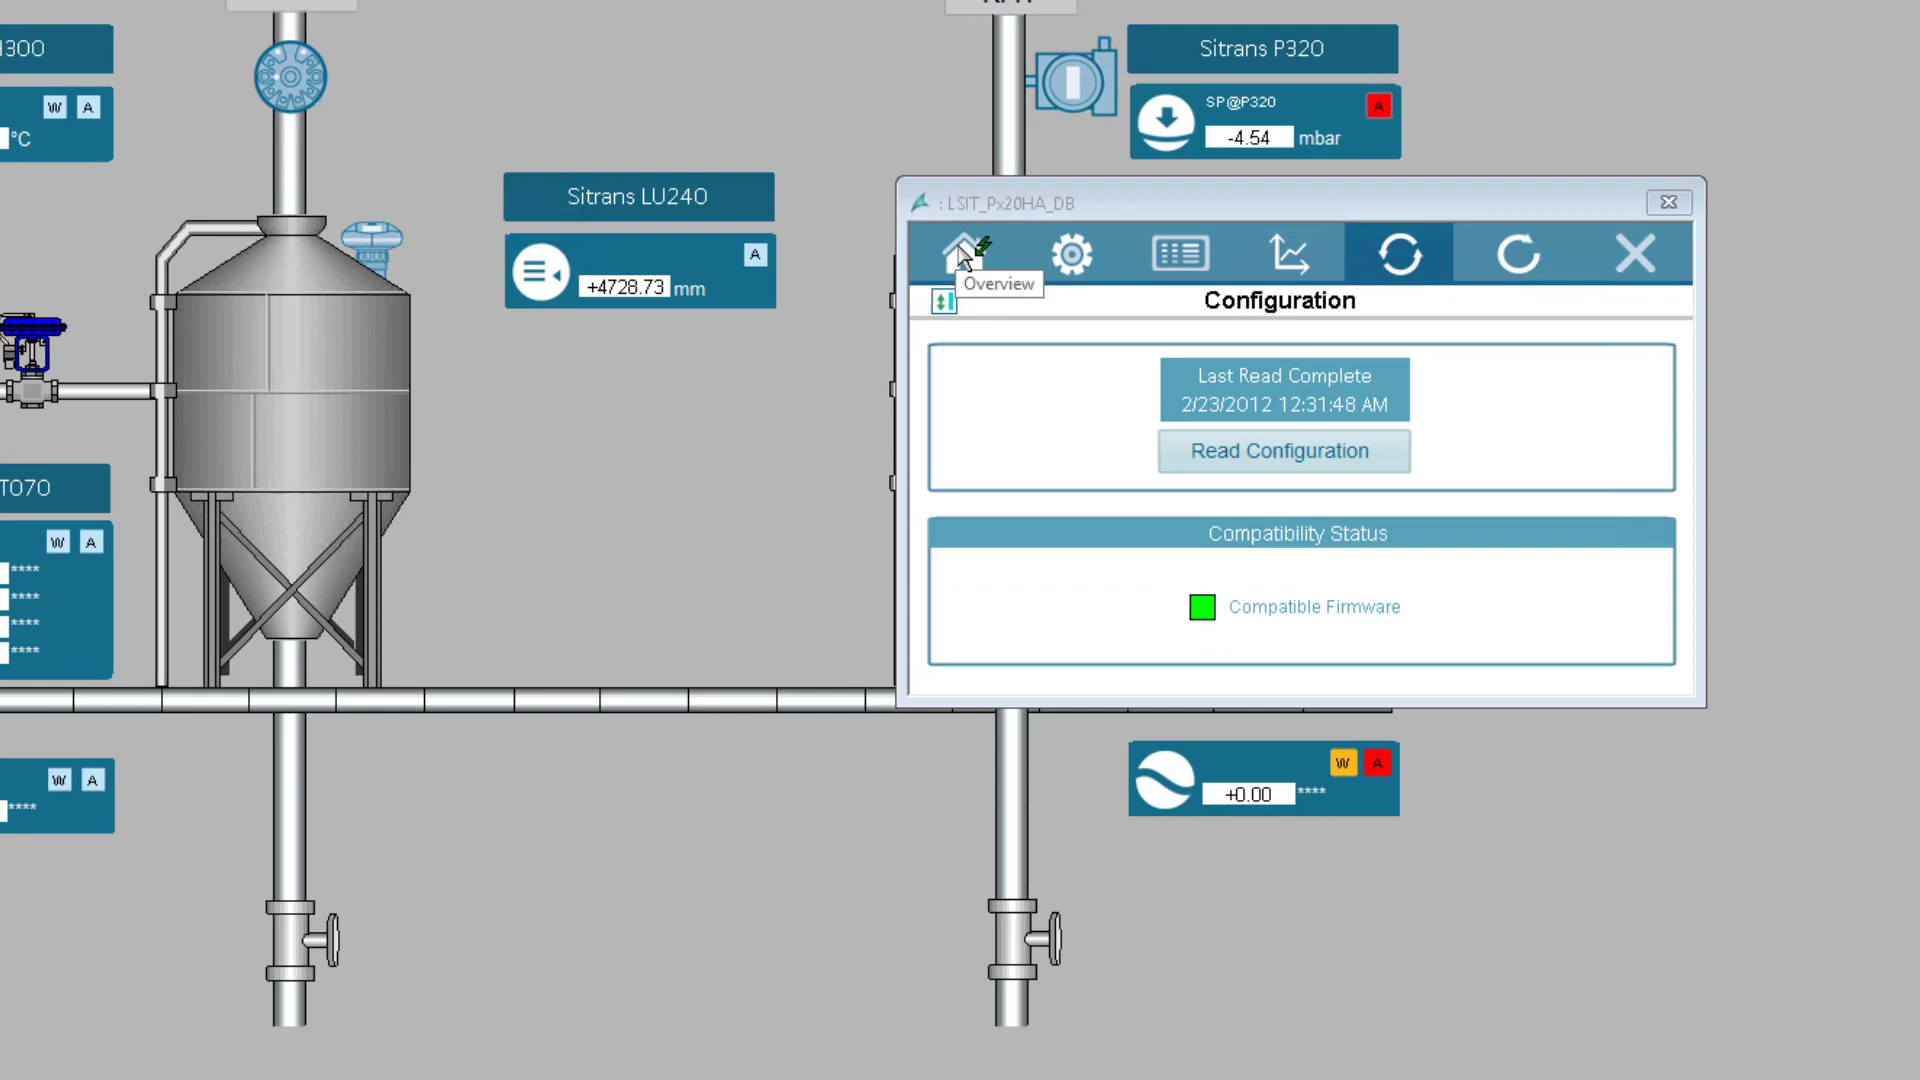 Sitrans P320
W A
°C
SP@P320 A
-4.54 mbar
Sitrans LU240
A
+4728.73 mm
: LSIT_Px20HA_DB
Overview
Configuration
Last Read Complete
2/23/2012 12:31:48 AM
Read Configuration
Compatibility Status
Compatible Firmware
T070
W A
****
****
****
****
W A
****
W A
+0.00 ****